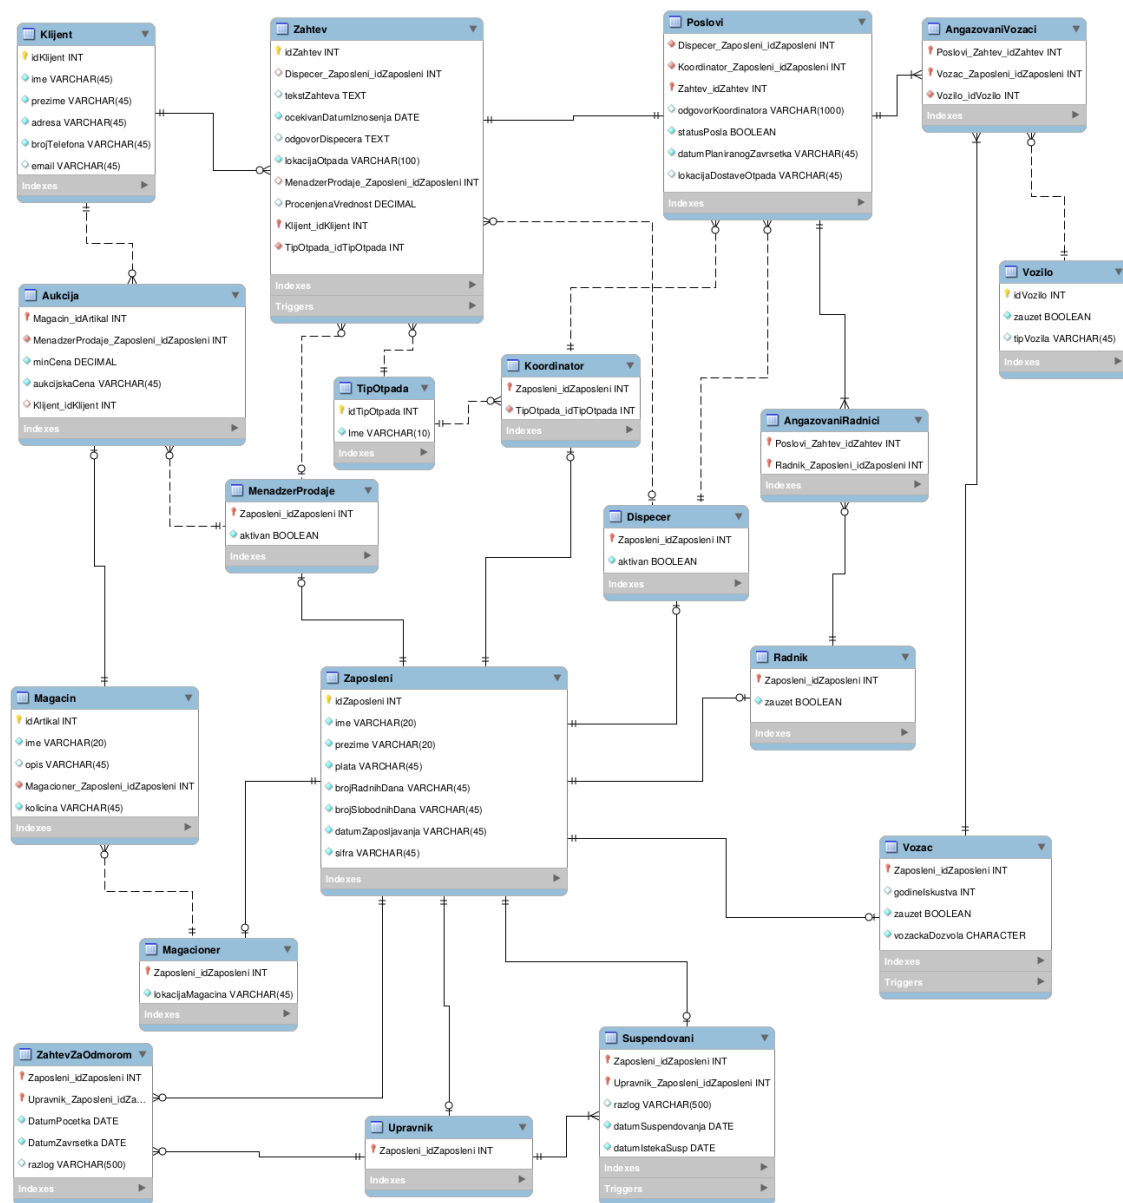 Klijent
idKlijent INT
ime VARCHAR(45)
prezime VARCHAR(45)
adresa VARCHAR(45)
brojTelefona VARCHAR(45)
email VARCHAR(45)
Indexes
Zahtev
idZahtev INT
Dispecer_Zaposleni_idZaposleni INT
tekstZahteva TEXT
ocekivanDatumIznosenja DATE
odgovorDispecera TEXT
lokacijaOtpada VARCHAR(100)
MenadzerProdaje_Zaposleni_idZaposleni INT
ProcenjenaVrednost DECIMAL
Klijent_idKlijent INT
TipOtpada_idTipOtpada INT
Indexes
Triggers
Poslovi
Dispecer_Zaposleni_idZaposleni INT
Koordinator_Zaposleni_idZaposleni INT
Zahtev_idZahtev INT
odgovorKoordinatora VARCHAR(1000)
statusPosla BOOLEAN
datumPlaniranogZavrsetka VARCHAR(45)
lokacijaDostaveOtpada VARCHAR(45)
Indexes
AngazovaniVozaci
Poslovi_Zahtev_idZahtev INT
Vozac_Zaposleni_idZaposleni INT
Vozilo_idVozilo INT
Indexes
Vozilo
idVozilo INT
zauzet BOOLEAN
tipVozila VARCHAR(45)
Indexes
Aukcija
Magacin_idArtikal INT
MenadzerProdaje_Zaposleni_idZaposleni INT
minCena DECIMAL
aukcijskaCena VARCHAR(45)
Klijent_idKlijent INT
Indexes
TipOtpada
idTipOtpada INT
Ime VARCHAR(10)
Indexes
Koordinator
Zaposleni_idZaposleni INT
TipOtpada_idTipOtpada INT
Indexes
AngazovaniRadnici
Poslovi_Zahtev_idZahtev INT
Radnik_Zaposleni_idZaposleni INT
Indexes
MenadzerProdaje
Zaposleni_idZaposleni INT
aktivan BOOLEAN
Indexes
Dispecer
Zaposleni_idZaposleni INT
aktivan BOOLEAN
Indexes
Radnik
Zaposleni_idZaposleni INT
zauzet BOOLEAN
Indexes
Zaposleni
idZaposleni INT
ime VARCHAR(20)
prezime VARCHAR(20)
plata VARCHAR(45)
brojRadnihDana VARCHAR(45)
brojSlobodnihDana VARCHAR(45)
datumZaposljavanja VARCHAR(45)
sifra VARCHAR(45)
Indexes
Magacin
idArtikal INT
ime VARCHAR(20)
opis VARCHAR(45)
Magacioner_Zaposleni_idZaposleni INT
kolicina VARCHAR(45)
Indexes
Vozac
Zaposleni_idZaposleni INT
godineIskustva INT
zauzet BOOLEAN
vozackaDozvola CHARACTER
Indexes
Triggers
Magacioner
Zaposleni_idZaposleni INT
lokacijaMagacina VARCHAR(45)
Indexes
ZahtevZaOdmorom
Zaposleni_idZaposleni INT
Upravnik_Zaposleni_idZa...
DatumPocetka DATE
DatumZavrsetka DATE
razlog VARCHAR(500)
Indexes
Upravnik
Zaposleni_idZaposleni INT
Indexes
Suspendovani
Zaposleni_idZaposleni INT
Upravnik_Zaposleni_idZaposleni INT
razlog VARCHAR(500)
datumSuspendovanja DATE
datumIstekaSusp DATE
Indexes
Triggers